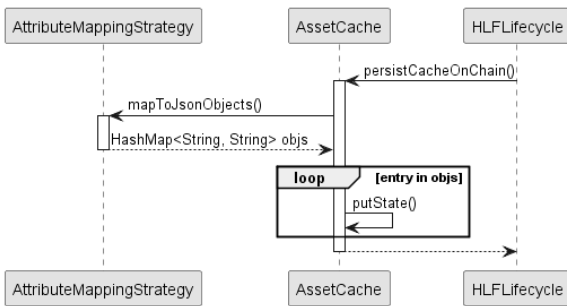 AttributeMappingStrategy AssetCache HLFLifecycle
persistCacheOnChain()
mapToJsonObjects()
HashMap<String, String> objs
loop [entry in objs]
putState()
AttributeMappingStrategy AssetCache HLFLifecycle